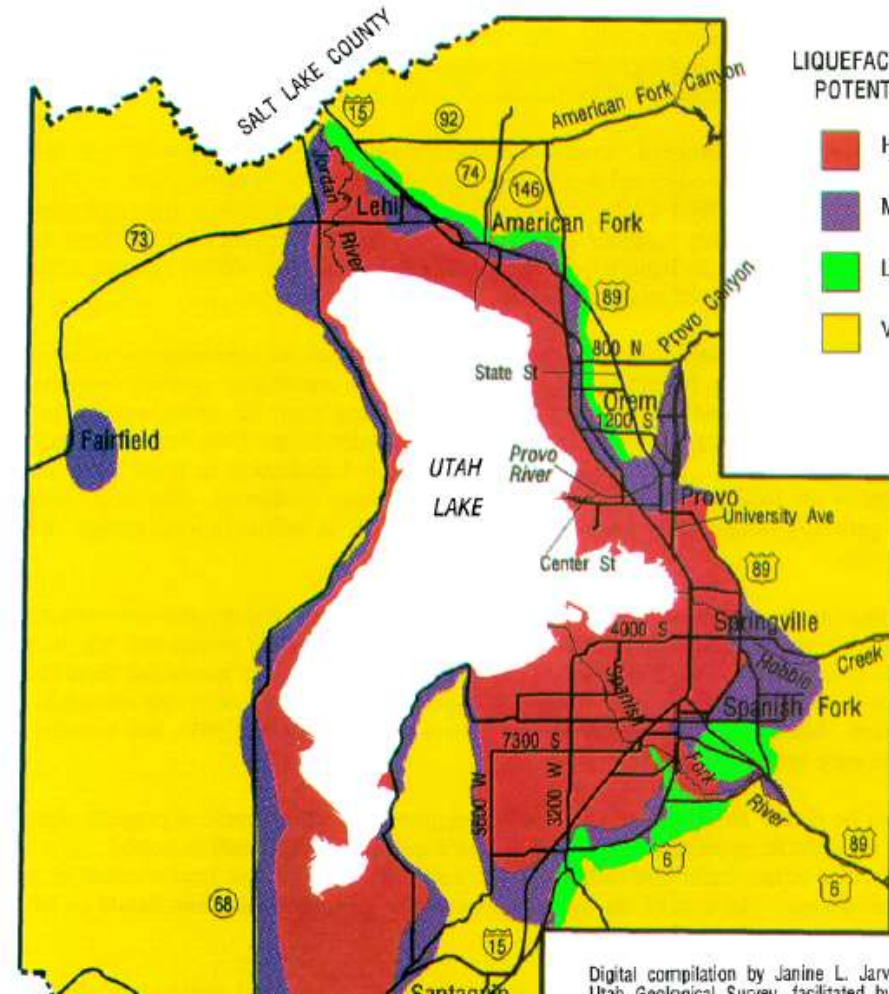 SALT LAKE COUNTY
LIQUEFAC
POTENT
H
M
L
V
15
92
American Fork Canyon
74
146
Jordan
River
Lehi
American Fork
73
89
Provo Canyon
800 N
State St
Orem
1200 S
Fairfield
UTAH
LAKE
Provo
River
Provo
University Ave
Center St
89
4000 S
Springville
Hobble Creek
Spanish
Fork
River
Spanish Fork
7300 S
5600 W
3200 W
6
89
6
68
15
Santaquin
Digital compilation by Janine L. Jarv
Utah Geological Survey, facilitated by